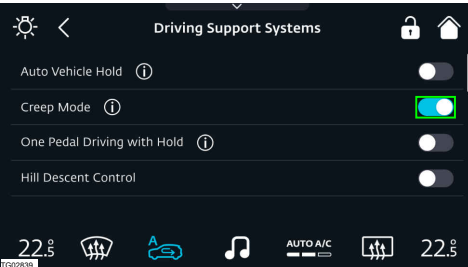 Driving Support Systems
Auto Vehicle Hold i
Creep Mode i
One Pedal Driving with Hold i
Hill Descent Control
22.5° A AUTO A/C 22.5°
TG02839